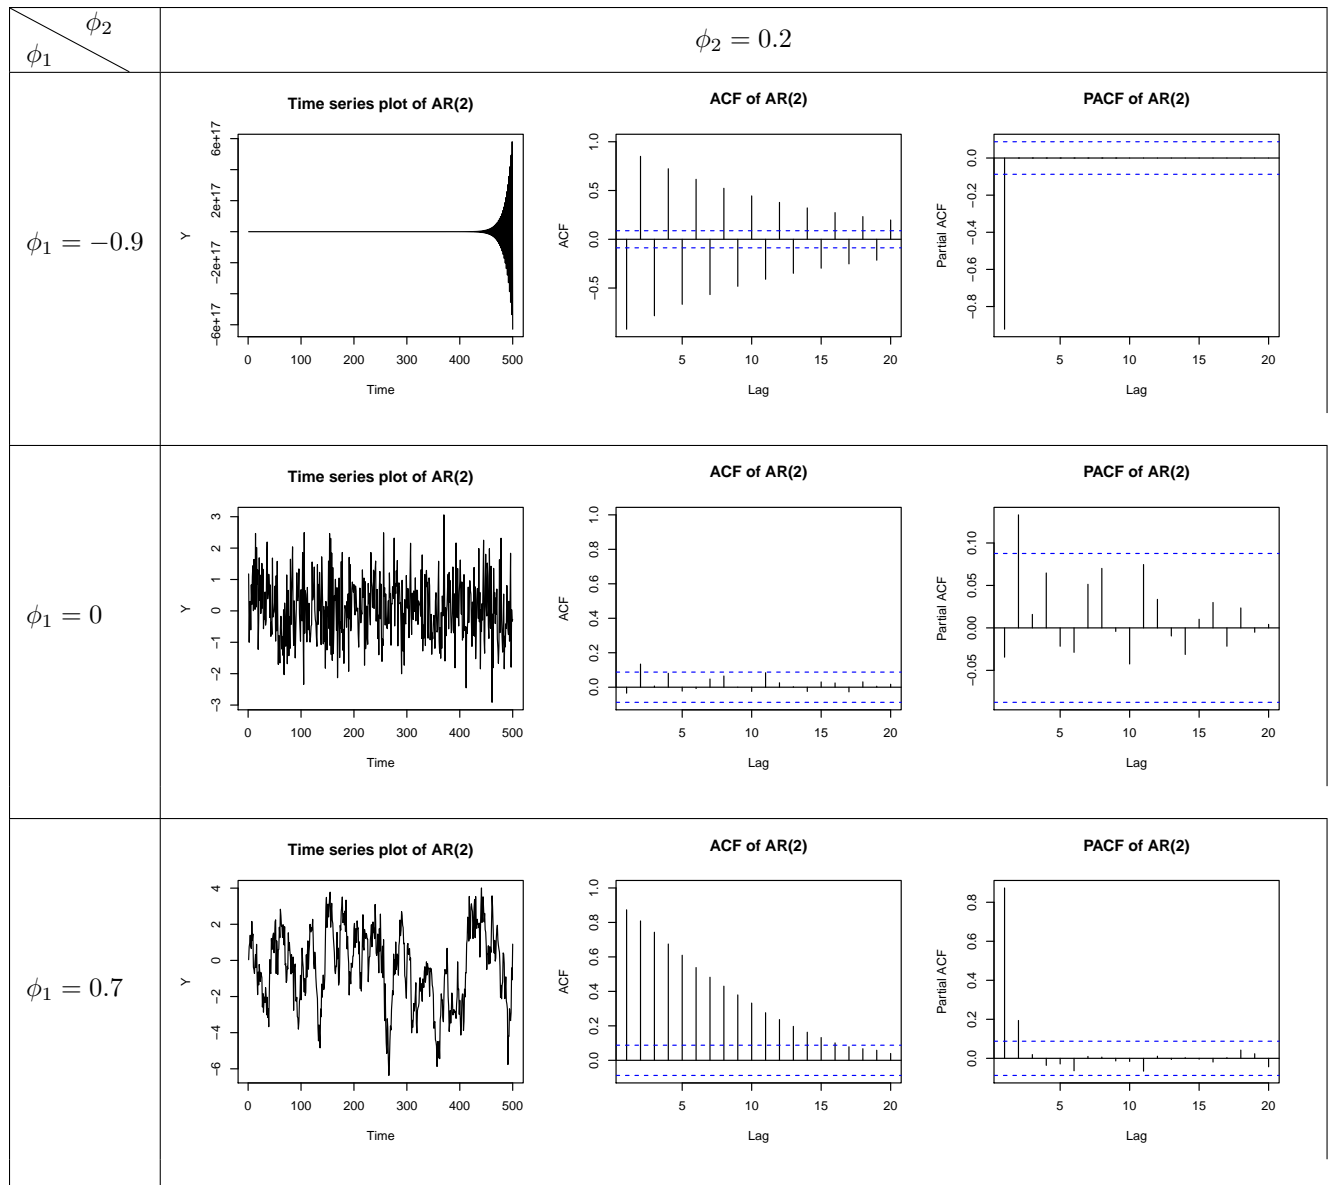 ϕ₂
ϕ₁
ϕ₂ = 0.2
ϕ₁ = −0.9
Time series plot of AR(2)
6e+17
2e+17
−2e+17
−6e+17
Y
0 100 200 300 400 500
Time
ACF of AR(2)
1.0
0.5
0.0
−0.5
ACF
5 10 15 20
Lag
PACF of AR(2)
0.0
−0.2
−0.4
−0.6
−0.8
Partial ACF
5 10 15 20
Lag
ϕ₁ = 0
Time series plot of AR(2)
3
2
1
0
−1
−2
−3
Y
0 100 200 300 400 500
Time
ACF of AR(2)
1.0
0.8
0.6
0.4
0.2
0.0
ACF
5 10 15 20
Lag
PACF of AR(2)
0.10
0.05
0.00
−0.05
Partial ACF
5 10 15 20
Lag
ϕ₁ = 0.7
Time series plot of AR(2)
4
2
0
−2
−4
−6
Y
0 100 200 300 400 500
Time
ACF of AR(2)
1.0
0.8
0.6
0.4
0.2
0.0
ACF
5 10 15 20
Lag
PACF of AR(2)
0.8
0.6
0.4
0.2
0.0
Partial ACF
5 10 15 20
Lag